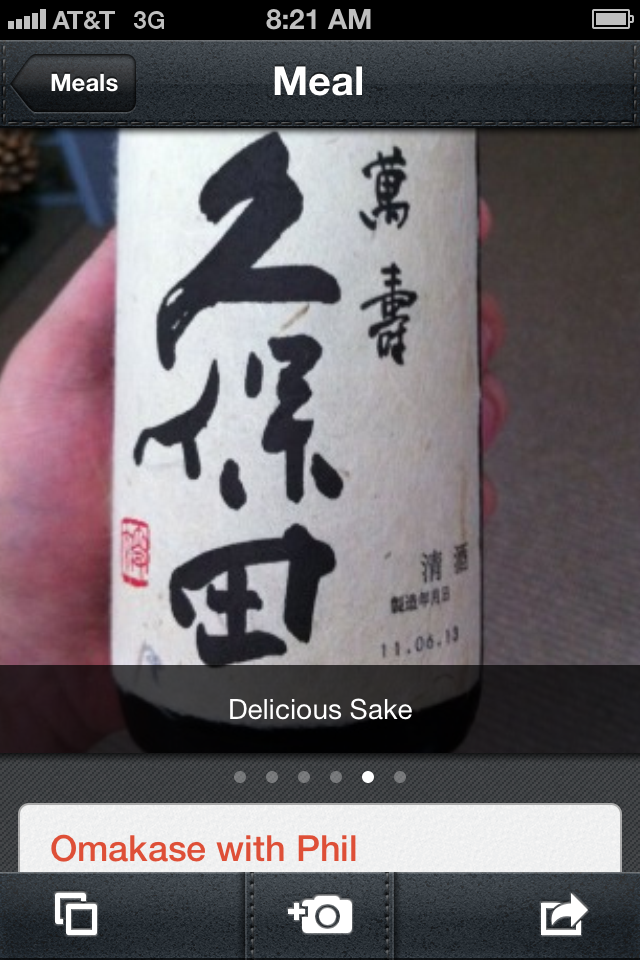 AT&T 3G 8:21 AM
Meals
Meal
萬寿
久保田
清酒
製造年月日
11.06.13
Delicious Sake
Omakase with Phil